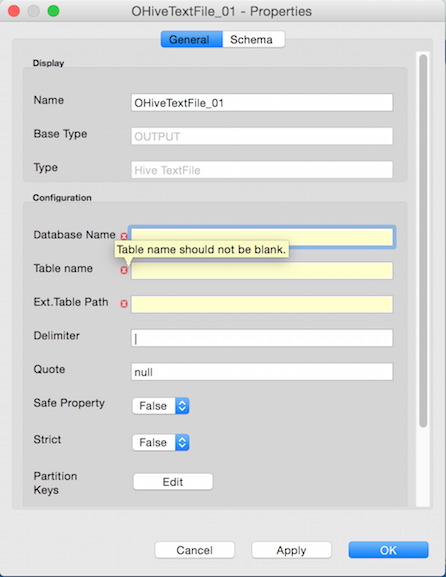 OHiveTextFile_01 - Properties
General
Schema
Display
Name
OHiveTextFile_01
Base Type
OUTPUT
Type
Hive TextFile
Configuration
Database Name
Table name should not be blank.
Table name
Ext.Table Path
Delimiter
|
Quote
null
Safe Property
False
Strict
False
Partition
Keys
Edit
Cancel
Apply
OK